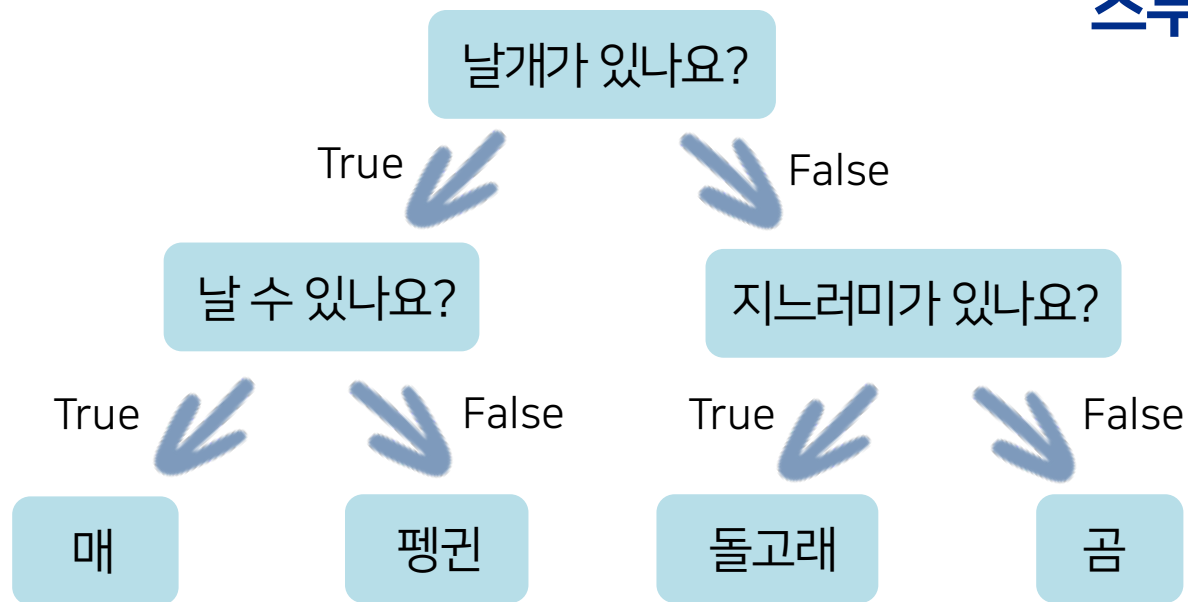 날개가 있나요?
True
False
날 수 있나요?
지느러미가 있나요?
True
False
True
False
매
펭귄
돌고래
곰